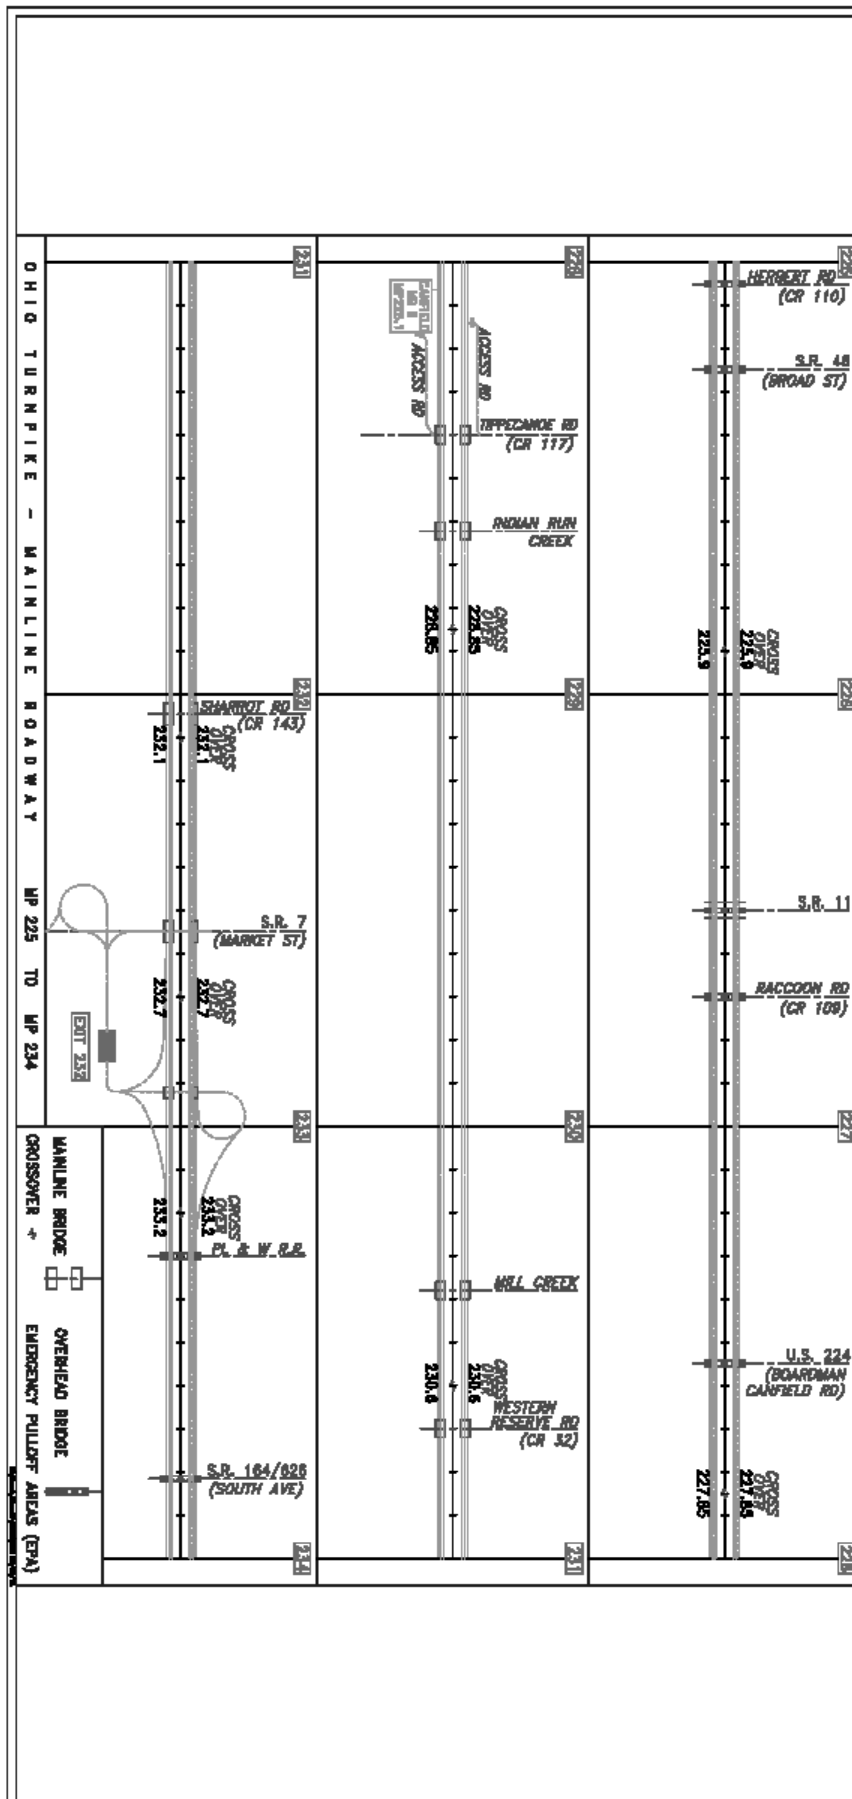 225
HERBERT RD
(CR 110)
S.R. 46
(BROAD ST)
CROSS
OVER
225.9
225.9
226
S.R. 11
RACCOON RD
(CR 109)
227
U.S. 224
(BOARDMAN
CANFIELD RD)
CROSS
OVER
227.85
227.85
228
228
CANFIELD
ACCESS RD
ACCESS RD
TIPPECANOE RD
(CR 117)
INDIAN RUN
CREEK
CROSS
OVER
228.85
228.85
229
230
MILL CREEK
CROSS
OVER
230.6
230.6
WESTERN
RESERVE RD
(CR 32)
231
231
232
SHARROT RD
(CR 143)
CROSS
OVER
232.1
232.1
S.R. 7
(MARKET ST)
CROSS
OVER
232.7
232.7
EXIT 232
233
CROSS
OVER
233.2
233.2
P.L. & W R.R.
S.R. 164/626
(SOUTH AVE)
234
OHIO TURNPIKE - MAINLINE ROADWAY MP 225 TO MP 234
MAINLINE BRIDGE
OVERHEAD BRIDGE
CROSSOVER
EMERGENCY PULLOFF AREAS (EPA)